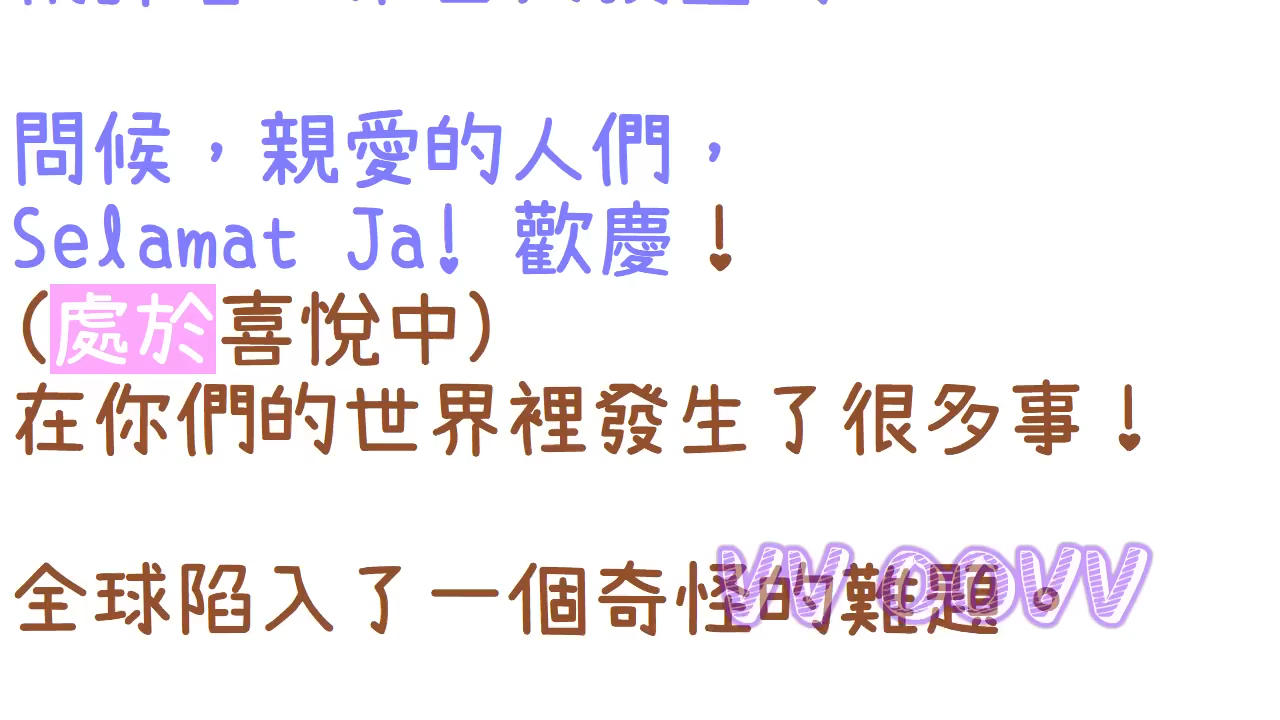 問候，親愛的人們，
Selamat Ja! 歡慶！
(處於喜悅中)
在你們的世界裡發生了很多事！
全球陷入了一個奇怪的難題。
VV OOVV